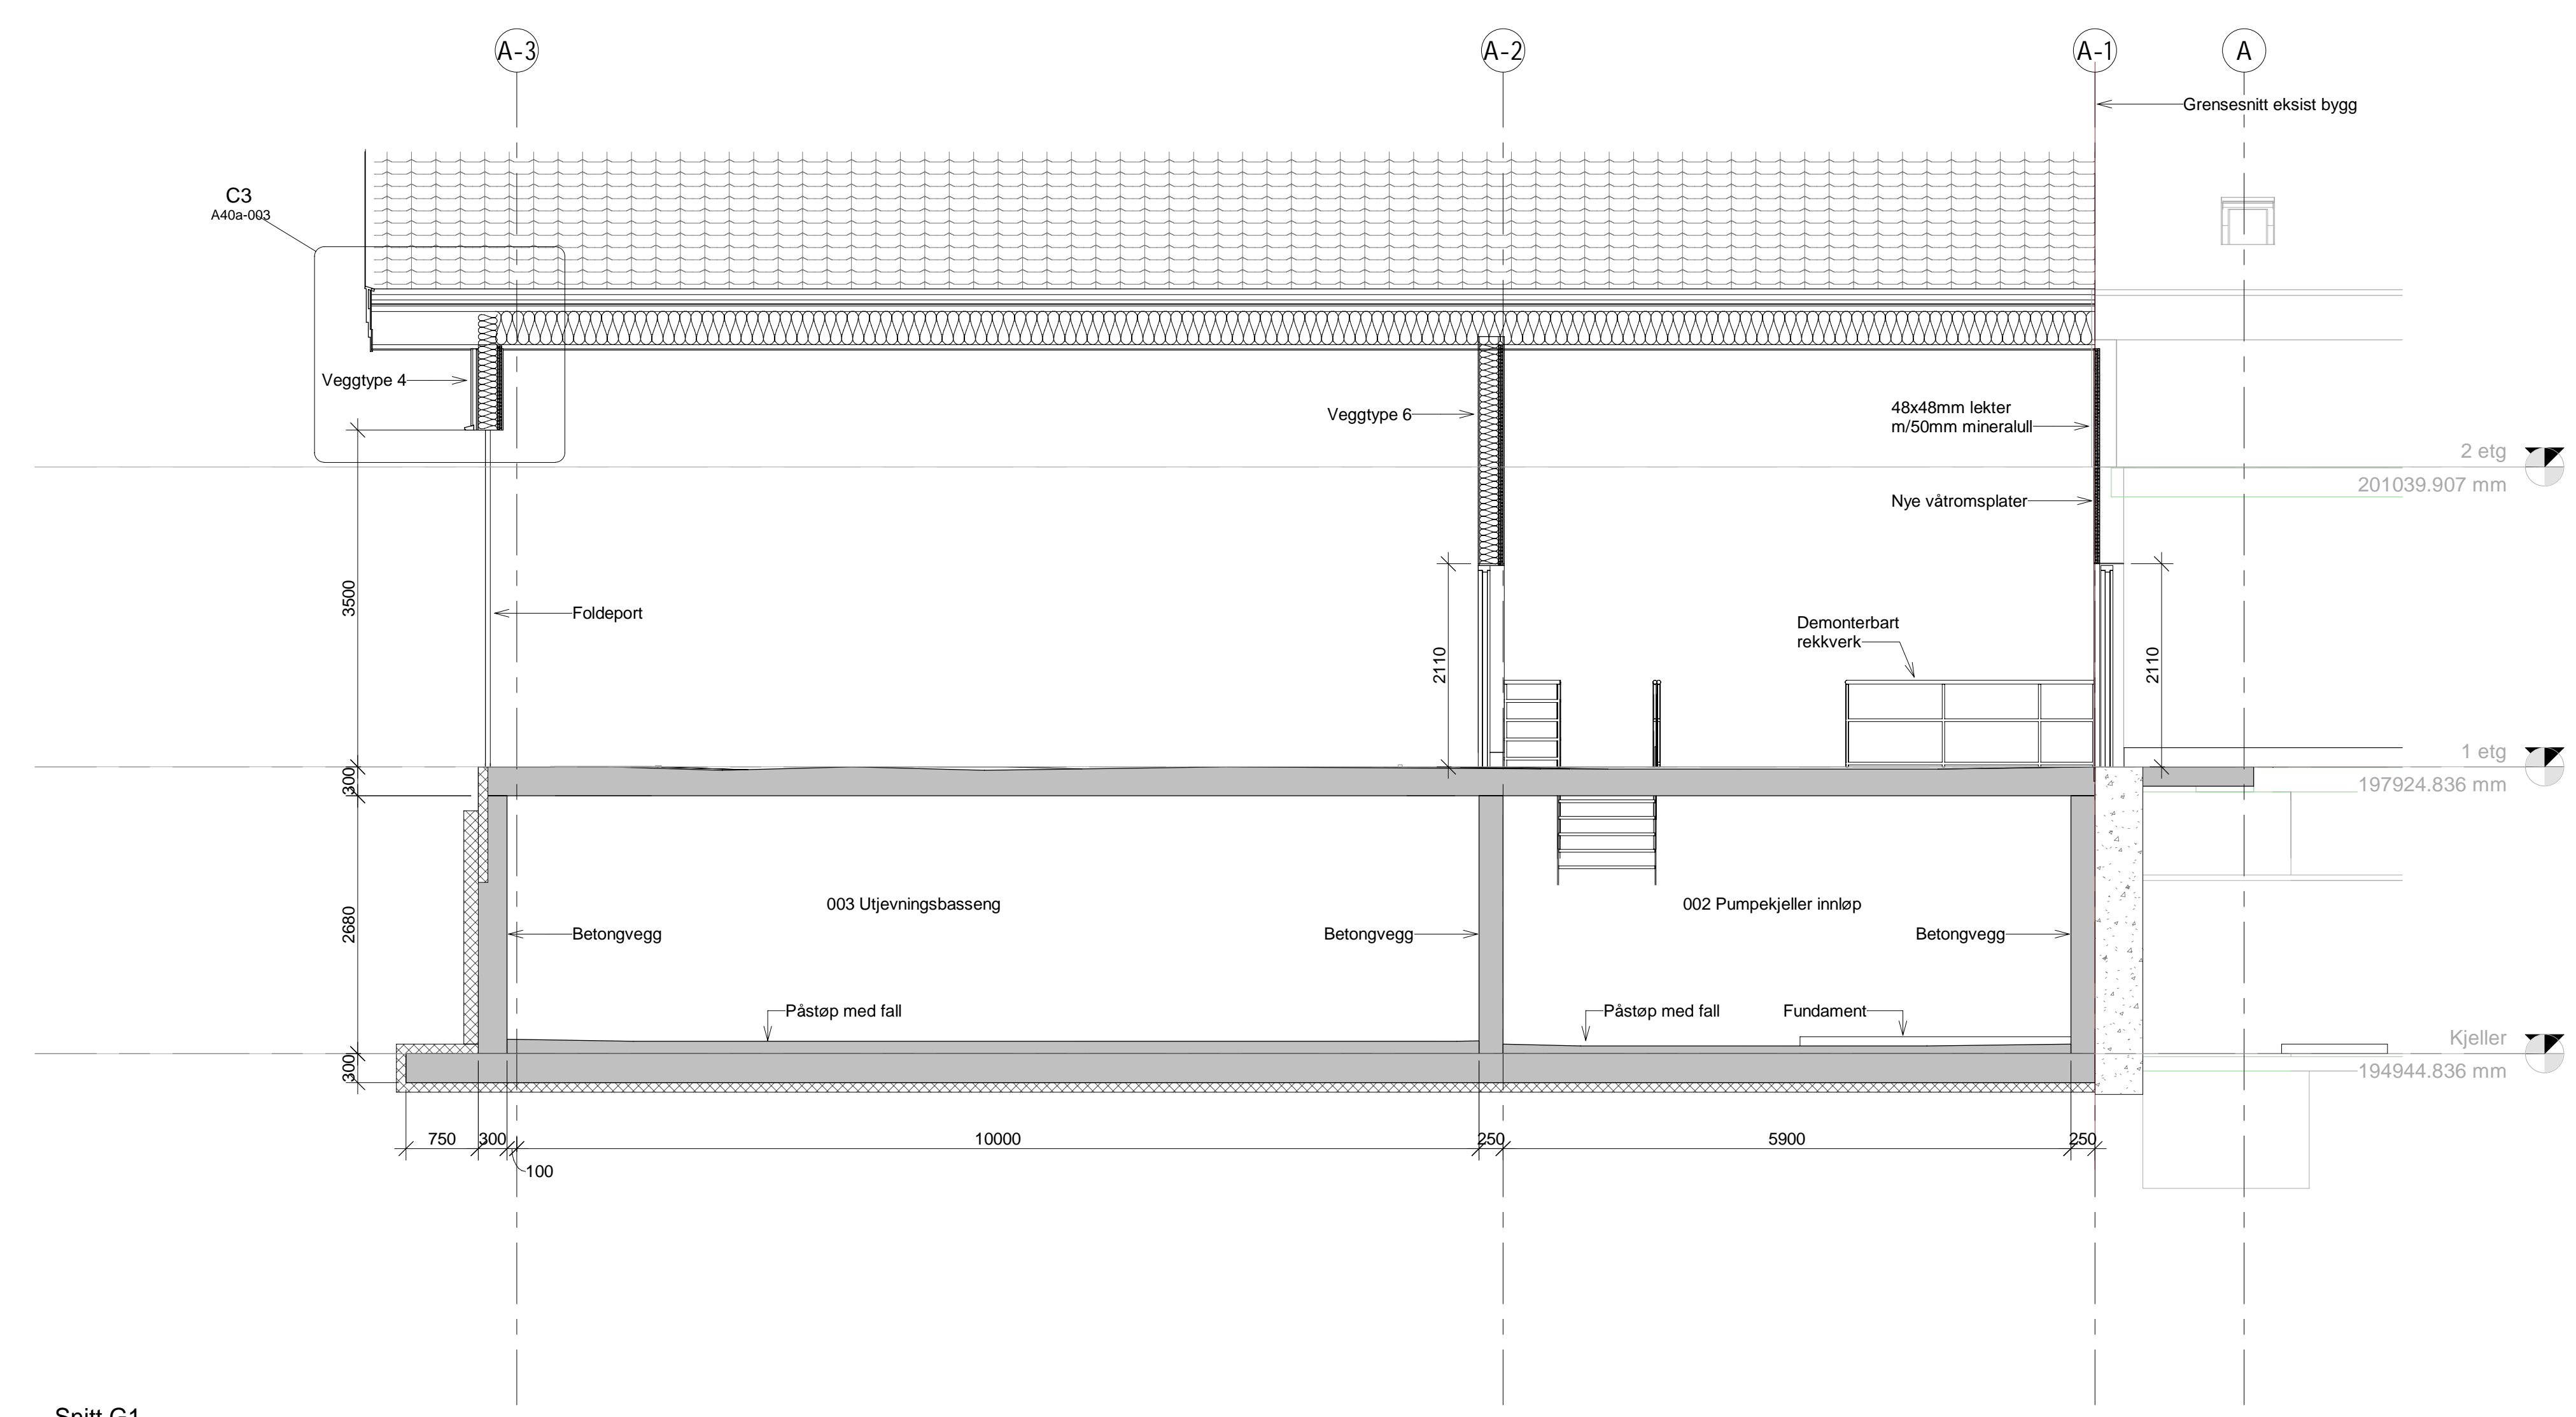 A-3
A-2
A-1
A
Grensesnitt eksist bygg
C3
A40a-003
Veggtype 4
Veggtype 6
48x48mm lekter
m/50mm mineralull
2 etg
201039.907 mm
Nye våtromsplater
3500
Foldeport
Demonterbart
rekkverk
2110
2110
1 etg
197924.836 mm
300
003 Utjevningsbasseng
002 Pumpekjeller innløp
2680
Betongvegg
Betongvegg
Betongvegg
Påstøp med fall
Påstøp med fall
Fundament
Kjeller
194944.836 mm
300
750
300
10000
250
5900
250
100
Snitt G1